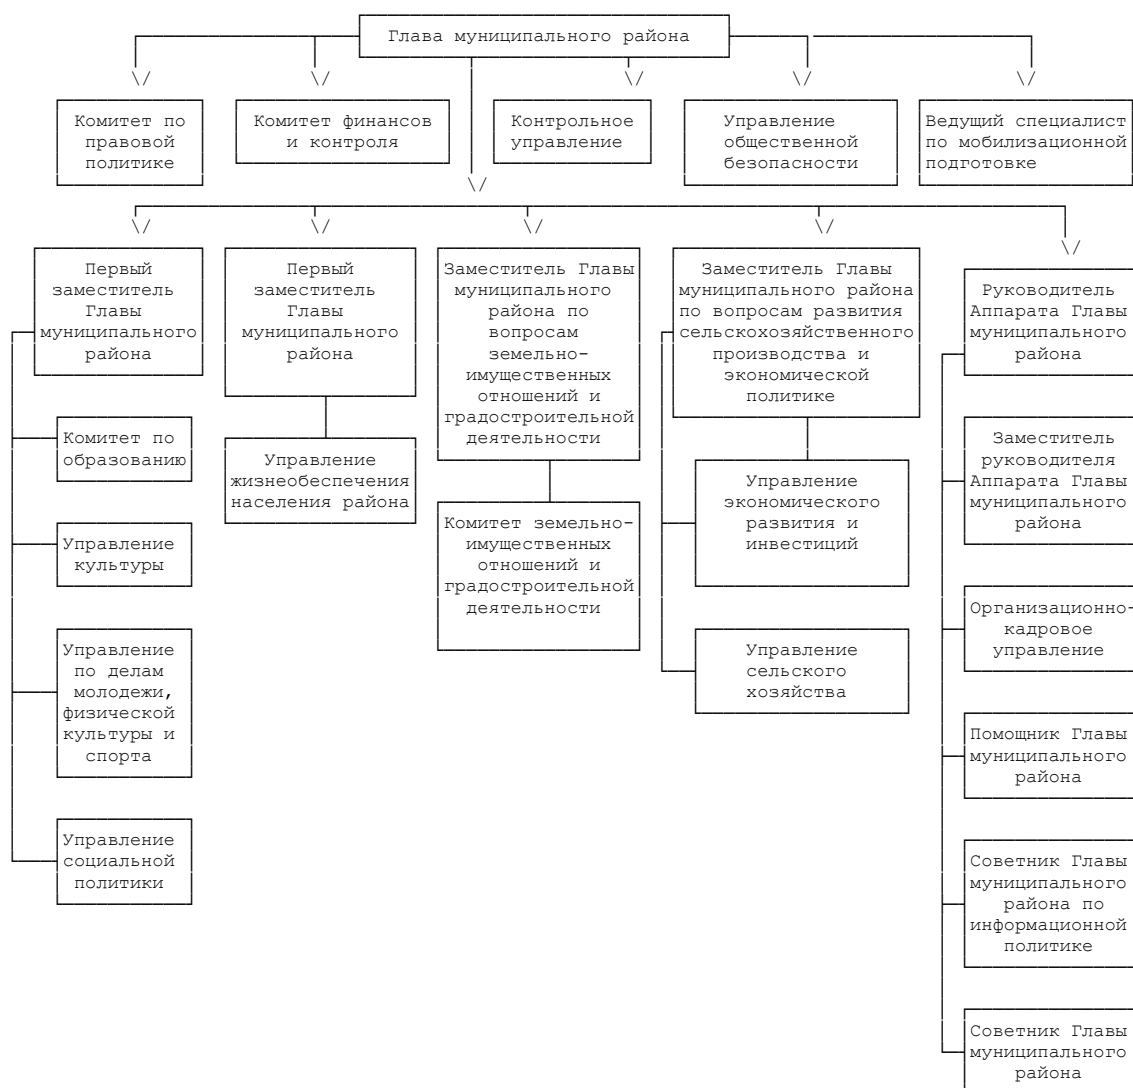 Глава муниципального района
Комитет по
правовой
политике
Комитет финансов
и контроля
Контрольное
управление
Управление
общественной
безопасности
Ведущий специалист
по мобилизационной
подготовке
Первый
заместитель
Главы
муниципального
района
Первый
заместитель
Главы
муниципального
района
Заместитель Главы
муниципального
района по
вопросам
земельно-
имущественных
отношений и
градостроительной
деятельности
Заместитель Главы
муниципального района
по вопросам развития
сельскохозяйственного
производства и
экономической
политике
Руководитель
Аппарата Главы
муниципального
района
Комитет по
образованию
Управление
культуры
Управление
по делам
молодежи,
физической
культуры и
спорта
Управление
социальной
политики
Управление
жизнеобеспечения
населения района
Комитет земельно-
имущественных
отношений и
градостроительной
деятельности
Управление
экономического
развития и
инвестиций
Управление
сельского
хозяйства
Заместитель
руководителя
Аппарата Главы
муниципального
района
Организационно-
кадровое
управление
Помощник Главы
муниципального
района
Советник Главы
муниципального
района по
информационной
политике
Советник Главы
муниципального
района